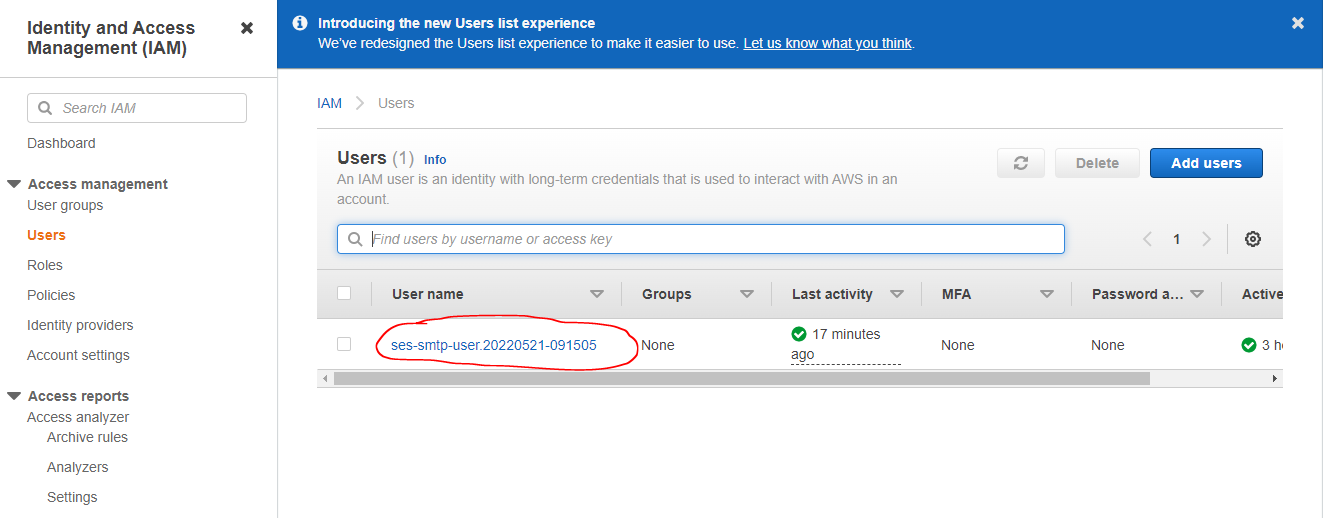 Identity and Access
Management (IAM)
Search IAM
Dashboard
Access management
User groups
Users
Roles
Policies
Identity providers
Account settings
Access reports
Access analyzer
Archive rules
Analyzers
Settings
Introducing the new Users list experience
We've redesigned the Users list experience to make it easier to use. Let us know what you think.
IAM > Users
Users (1) Info
An IAM user is an identity with long-term credentials that is used to interact with AWS in an
account.
Delete
Add users
Find users by username or access key
1
User name Groups Last activity MFA Password a... Active
ses-smtp-user.20220521-091505 None 17 minutes
ago None None 3